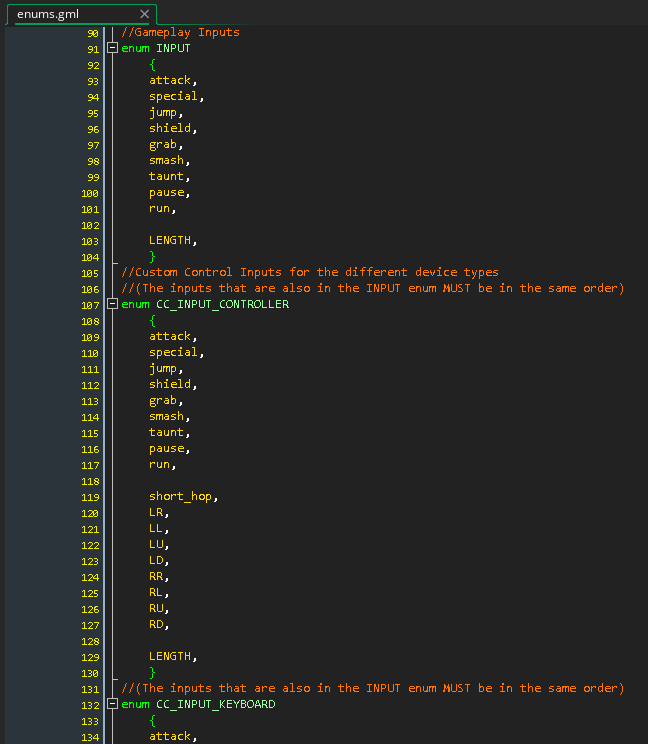 enums.gml
90 //Gameplay Inputs
91 enum INPUT
92 {
93 attack,
94 special,
95 jump,
96 shield,
97 grab,
98 smash,
99 taunt,
100 pause,
101 run,
102
103 LENGTH,
104 }
105 //Custom Control Inputs for the different device types
106 //(The inputs that are also in the INPUT enum MUST be in the same order)
107 enum CC_INPUT_CONTROLLER
108 {
109 attack,
110 special,
111 jump,
112 shield,
113 grab,
114 smash,
115 taunt,
116 pause,
117 run,
118
119 short_hop,
120 LR,
121 LL,
122 LU,
123 LD,
124 RR,
125 RL,
126 RU,
127 RD,
128
129 LENGTH,
130 }
131 //(The inputs that are also in the INPUT enum MUST be in the same order)
132 enum CC_INPUT_KEYBOARD
133 {
134 attack,